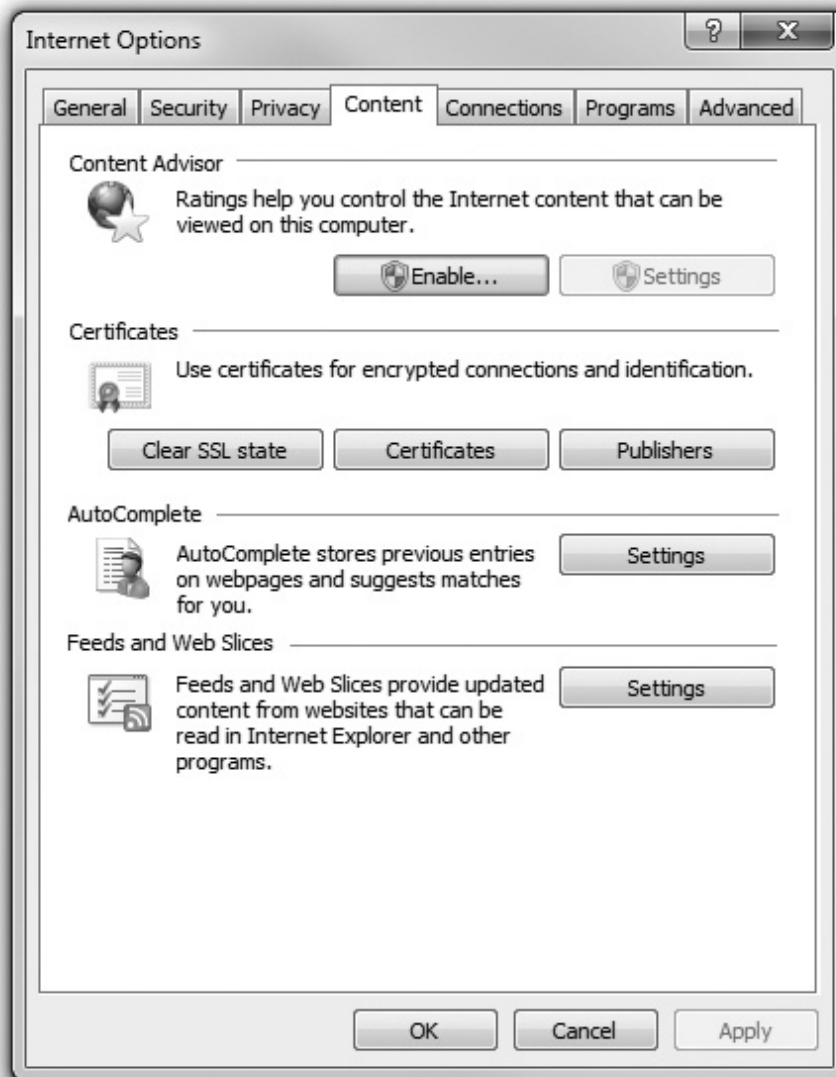 Internet Options
?
X
General Security Privacy Content Connections Programs Advanced
Content Advisor
Ratings help you control the Internet content that can be
viewed on this computer.
Enable... Settings
Certificates
Use certificates for encrypted connections and identification.
Clear SSL state Certificates Publishers
AutoComplete
AutoComplete stores previous entries
on webpages and suggests matches
for you.
Settings
Feeds and Web Slices
Feeds and Web Slices provide updated
content from websites that can be
read in Internet Explorer and other
programs.
Settings
OK Cancel Apply